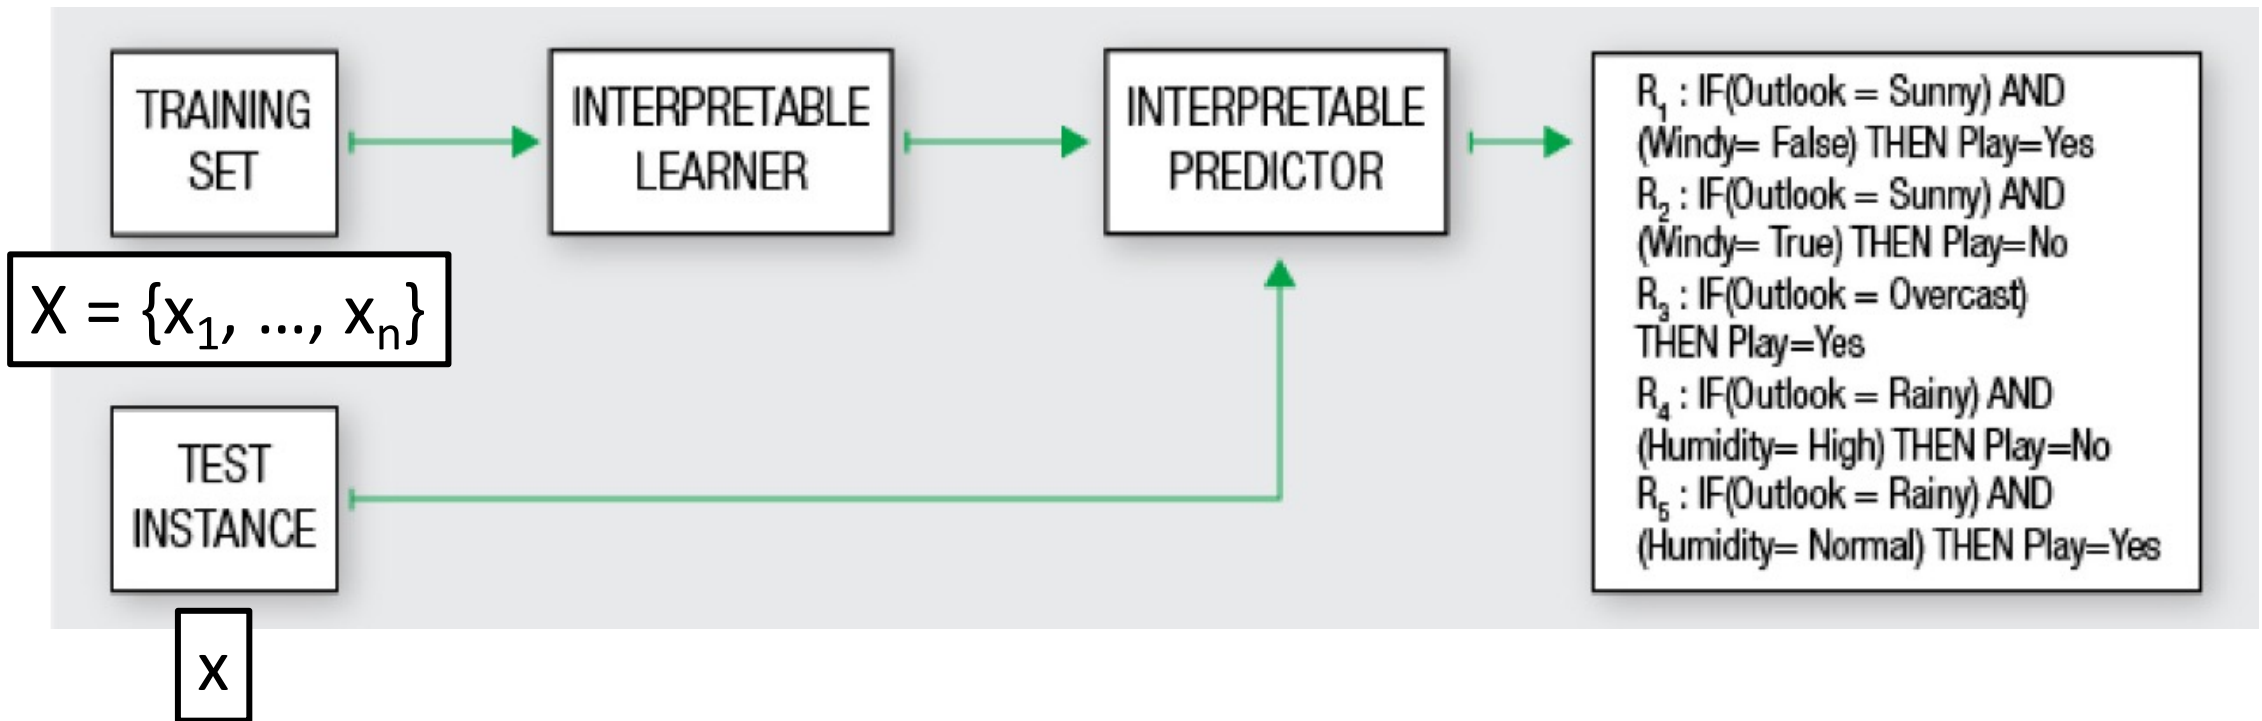 TRAINING
SET
INTERPRETABLE
LEARNER
INTERPRETABLE
PREDICTOR
R₁ : IF(Outlook = Sunny) AND
(Windy= False) THEN Play=Yes
R₂ : IF(Outlook = Sunny) AND
(Windy= True) THEN Play=No
R₃ : IF(Outlook = Overcast)
THEN Play=Yes
R₄ : IF(Outlook = Rainy) AND
(Humidity= High) THEN Play=No
R₅ : IF(Outlook = Rainy) AND
(Humidity= Normal) THEN Play=Yes
X = {x₁, ..., xₙ}
TEST
INSTANCE
x